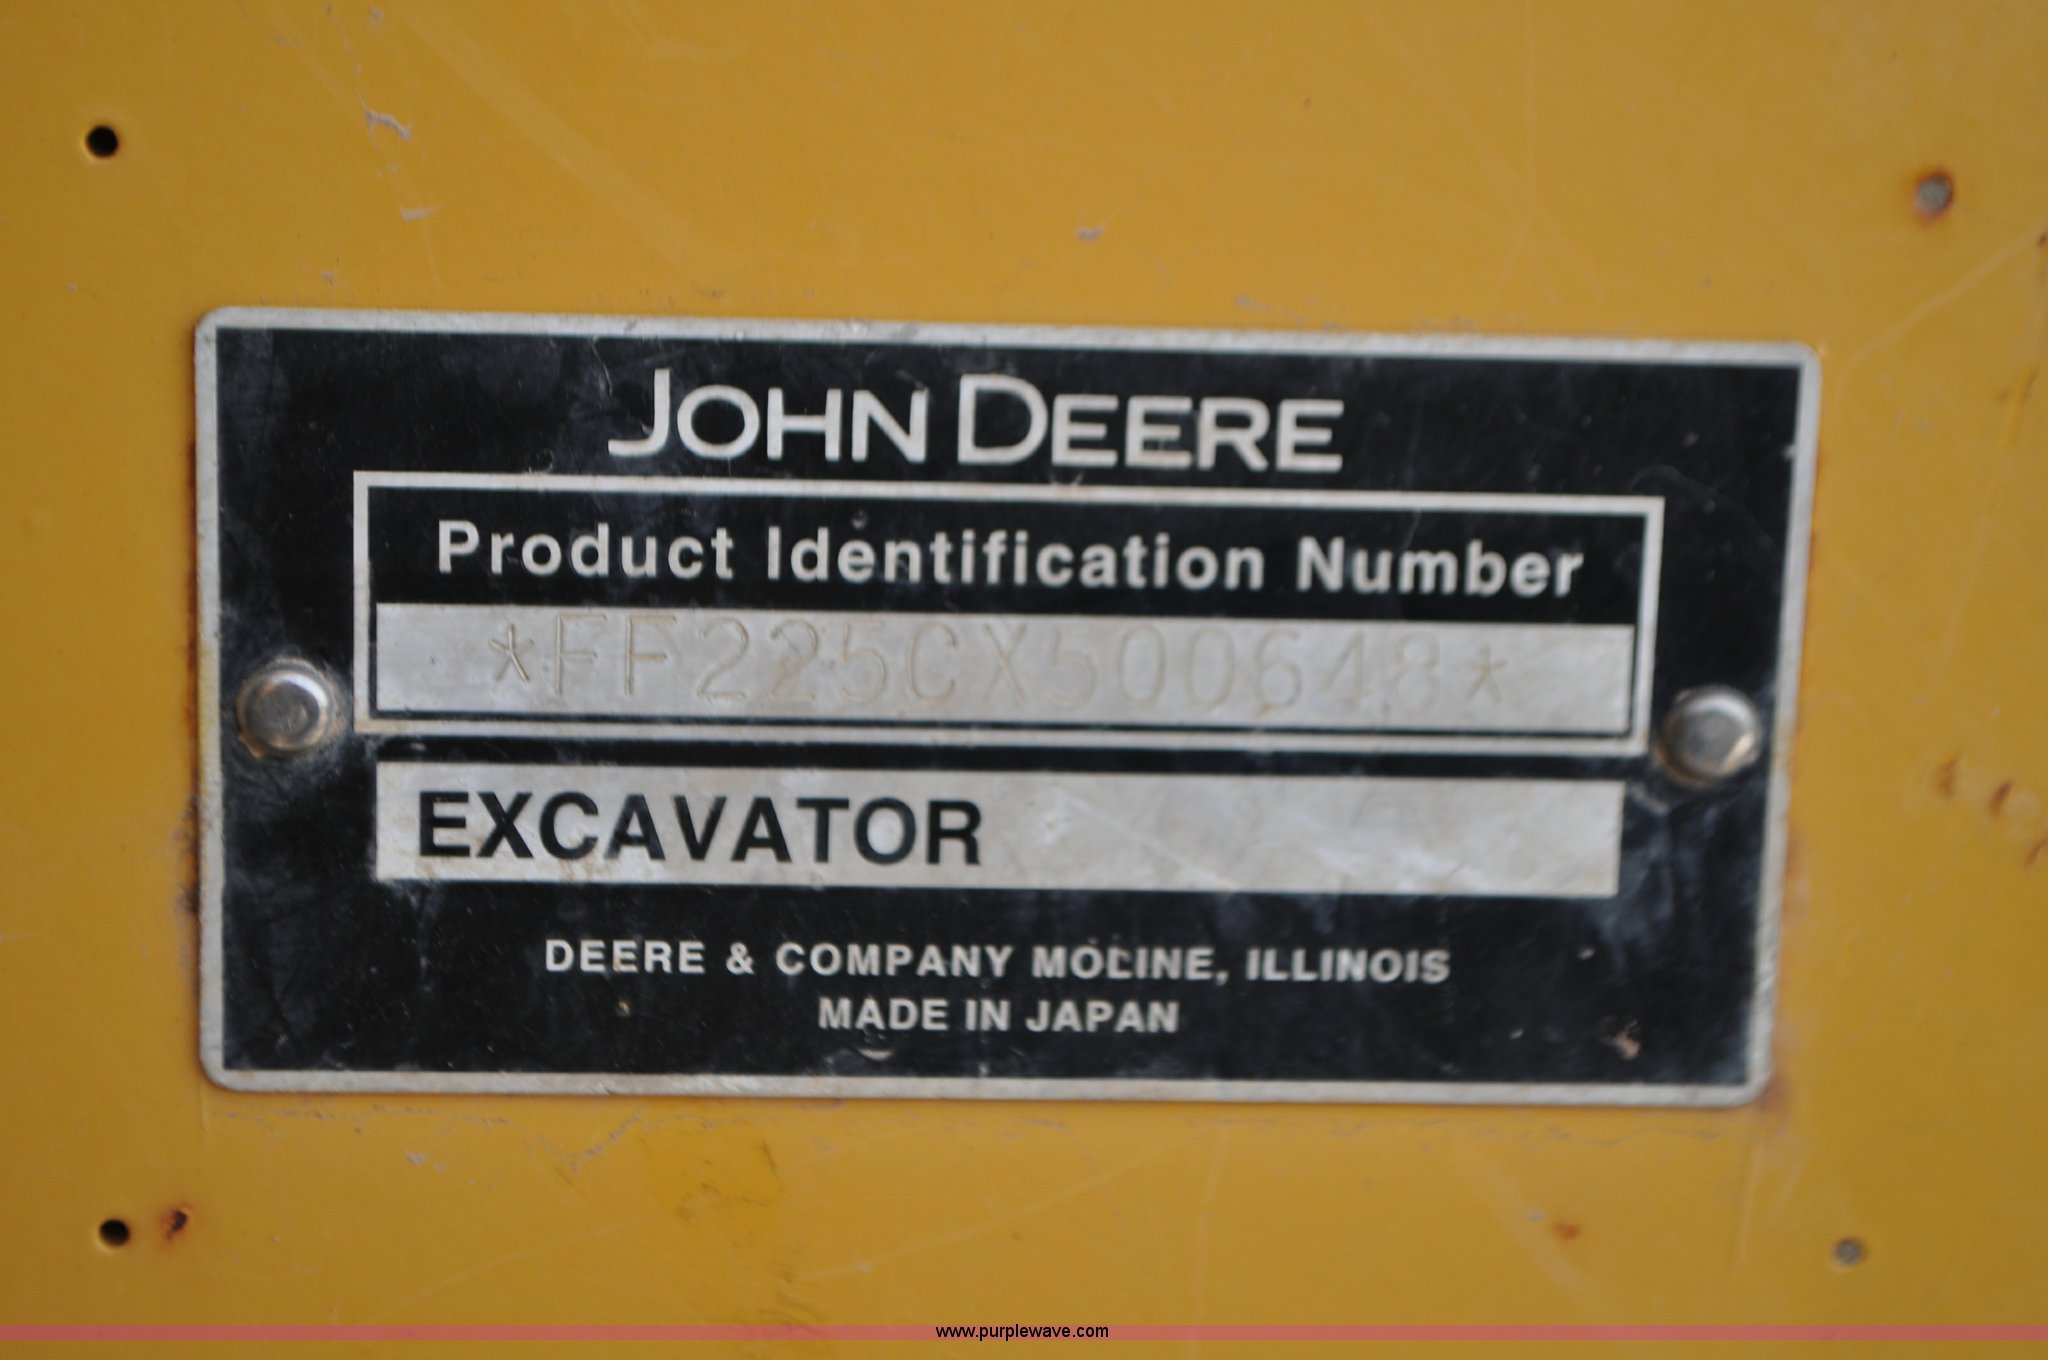 JOHN DEERE
Product Identification Number
*FF225CX500648*
EXCAVATOR
DEERE & COMPANY MOLINE, ILLINOIS
MADE IN JAPAN
www.purplewave.com